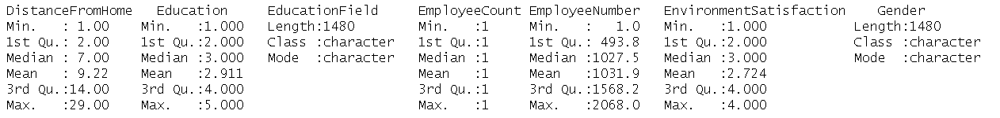 DistanceFromHome   Education     EducationField     EmployeeCount EmployeeNumber   EnvironmentSatisfaction    Gender
Min.   : 1.00    Min.   :1.000   Length:1480        Min.   :1     Min.   :   1.0   Min.   :1.000           Length:1480
1st Qu.: 2.00    1st Qu.:2.000   Class :character   1st Qu.:1     1st Qu.: 493.8   1st Qu.:2.000           Class :character
Median : 7.00    Median :3.000   Mode  :character   Median :1     Median :1027.5   Median :3.000           Mode  :character
Mean   : 9.22    Mean   :2.911                      Mean   :1     Mean   :1031.9   Mean   :2.724
3rd Qu.:14.00    3rd Qu.:4.000                      3rd Qu.:1     3rd Qu.:1568.2   3rd Qu.:4.000
Max.   :29.00    Max.   :5.000                      Max.   :1     Max.   :2068.0   Max.   :4.000